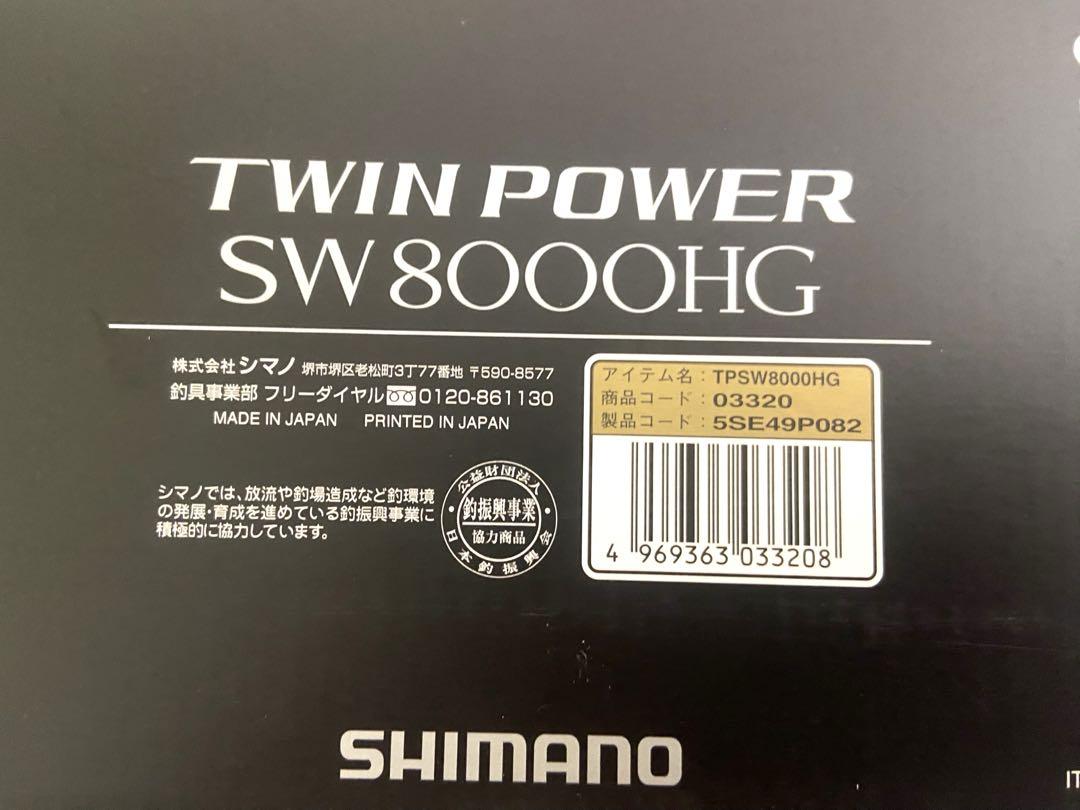 TWIN POWER
SW 8000HG
株式会社 シマノ 堺市堺区老松町3丁77番地 〒590-8577
釣具事業部 フリーダイヤル 0120-861130
MADE IN JAPAN PRINTED IN JAPAN
シマノでは、放流や釣場造成など釣環境
の発展・育成を進めている釣振興事業に
積極的に協力しています。
公益財団法人
釣振興事業
協力商品
日本釣振興会
アイテム名：TPSW8000HG
商品コード：03320
製品コード：5SE49P082
4 969363 033208
SHIMANO